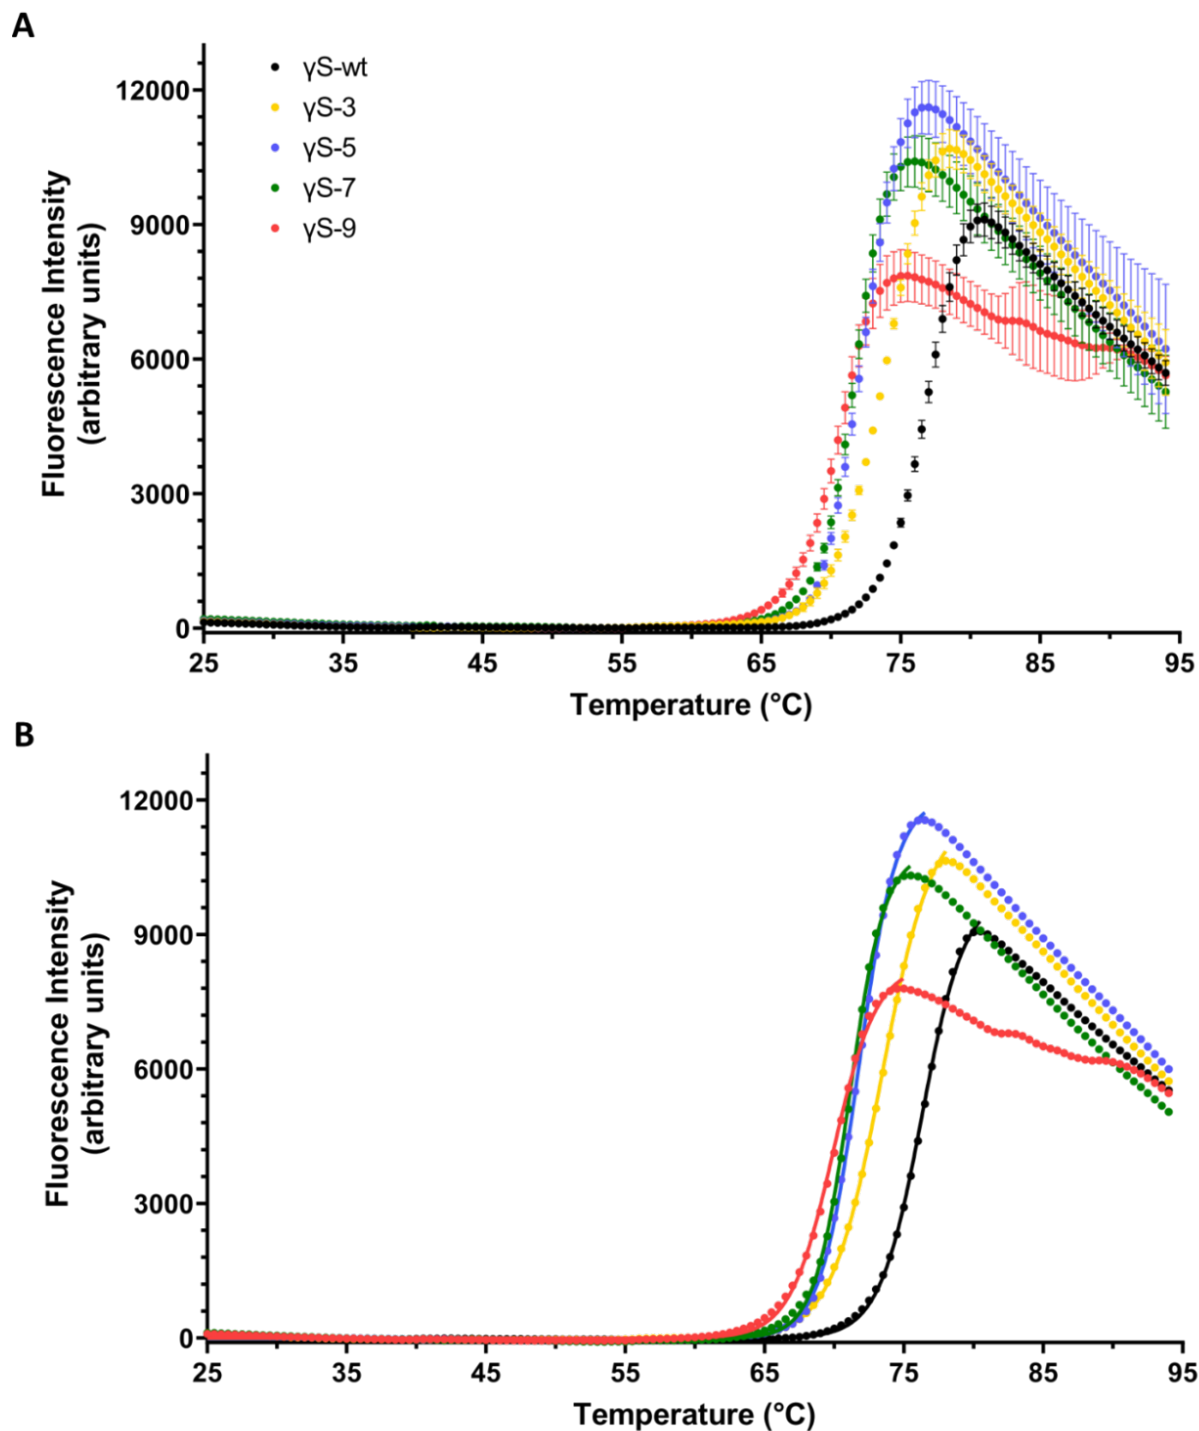 A
γS-wt
γS-3
γS-5
γS-7
γS-9
12000
9000
6000
3000
0
Fluorescence Intensity
(arbitrary units)
25 35 45 55 65 75 85 95
Temperature (°C)
B
12000
9000
6000
3000
0
Fluorescence Intensity
(arbitrary units)
25 35 45 55 65 75 85 95
Temperature (°C)